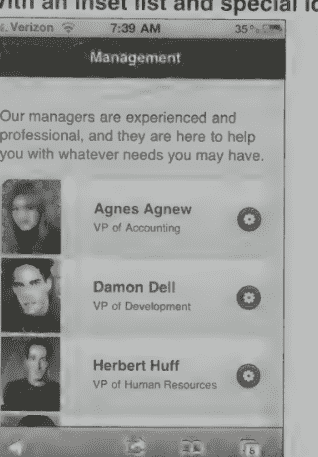 with an inset list and special
Verizon 7:39 AM 35%
Management
Our managers are experienced and
professional, and they are here to help
you with whatever needs you may have.
Agnes Agnew
VP of Accounting
Damon Dell
VP of Development
Herbert Huff
VP of Human Resources